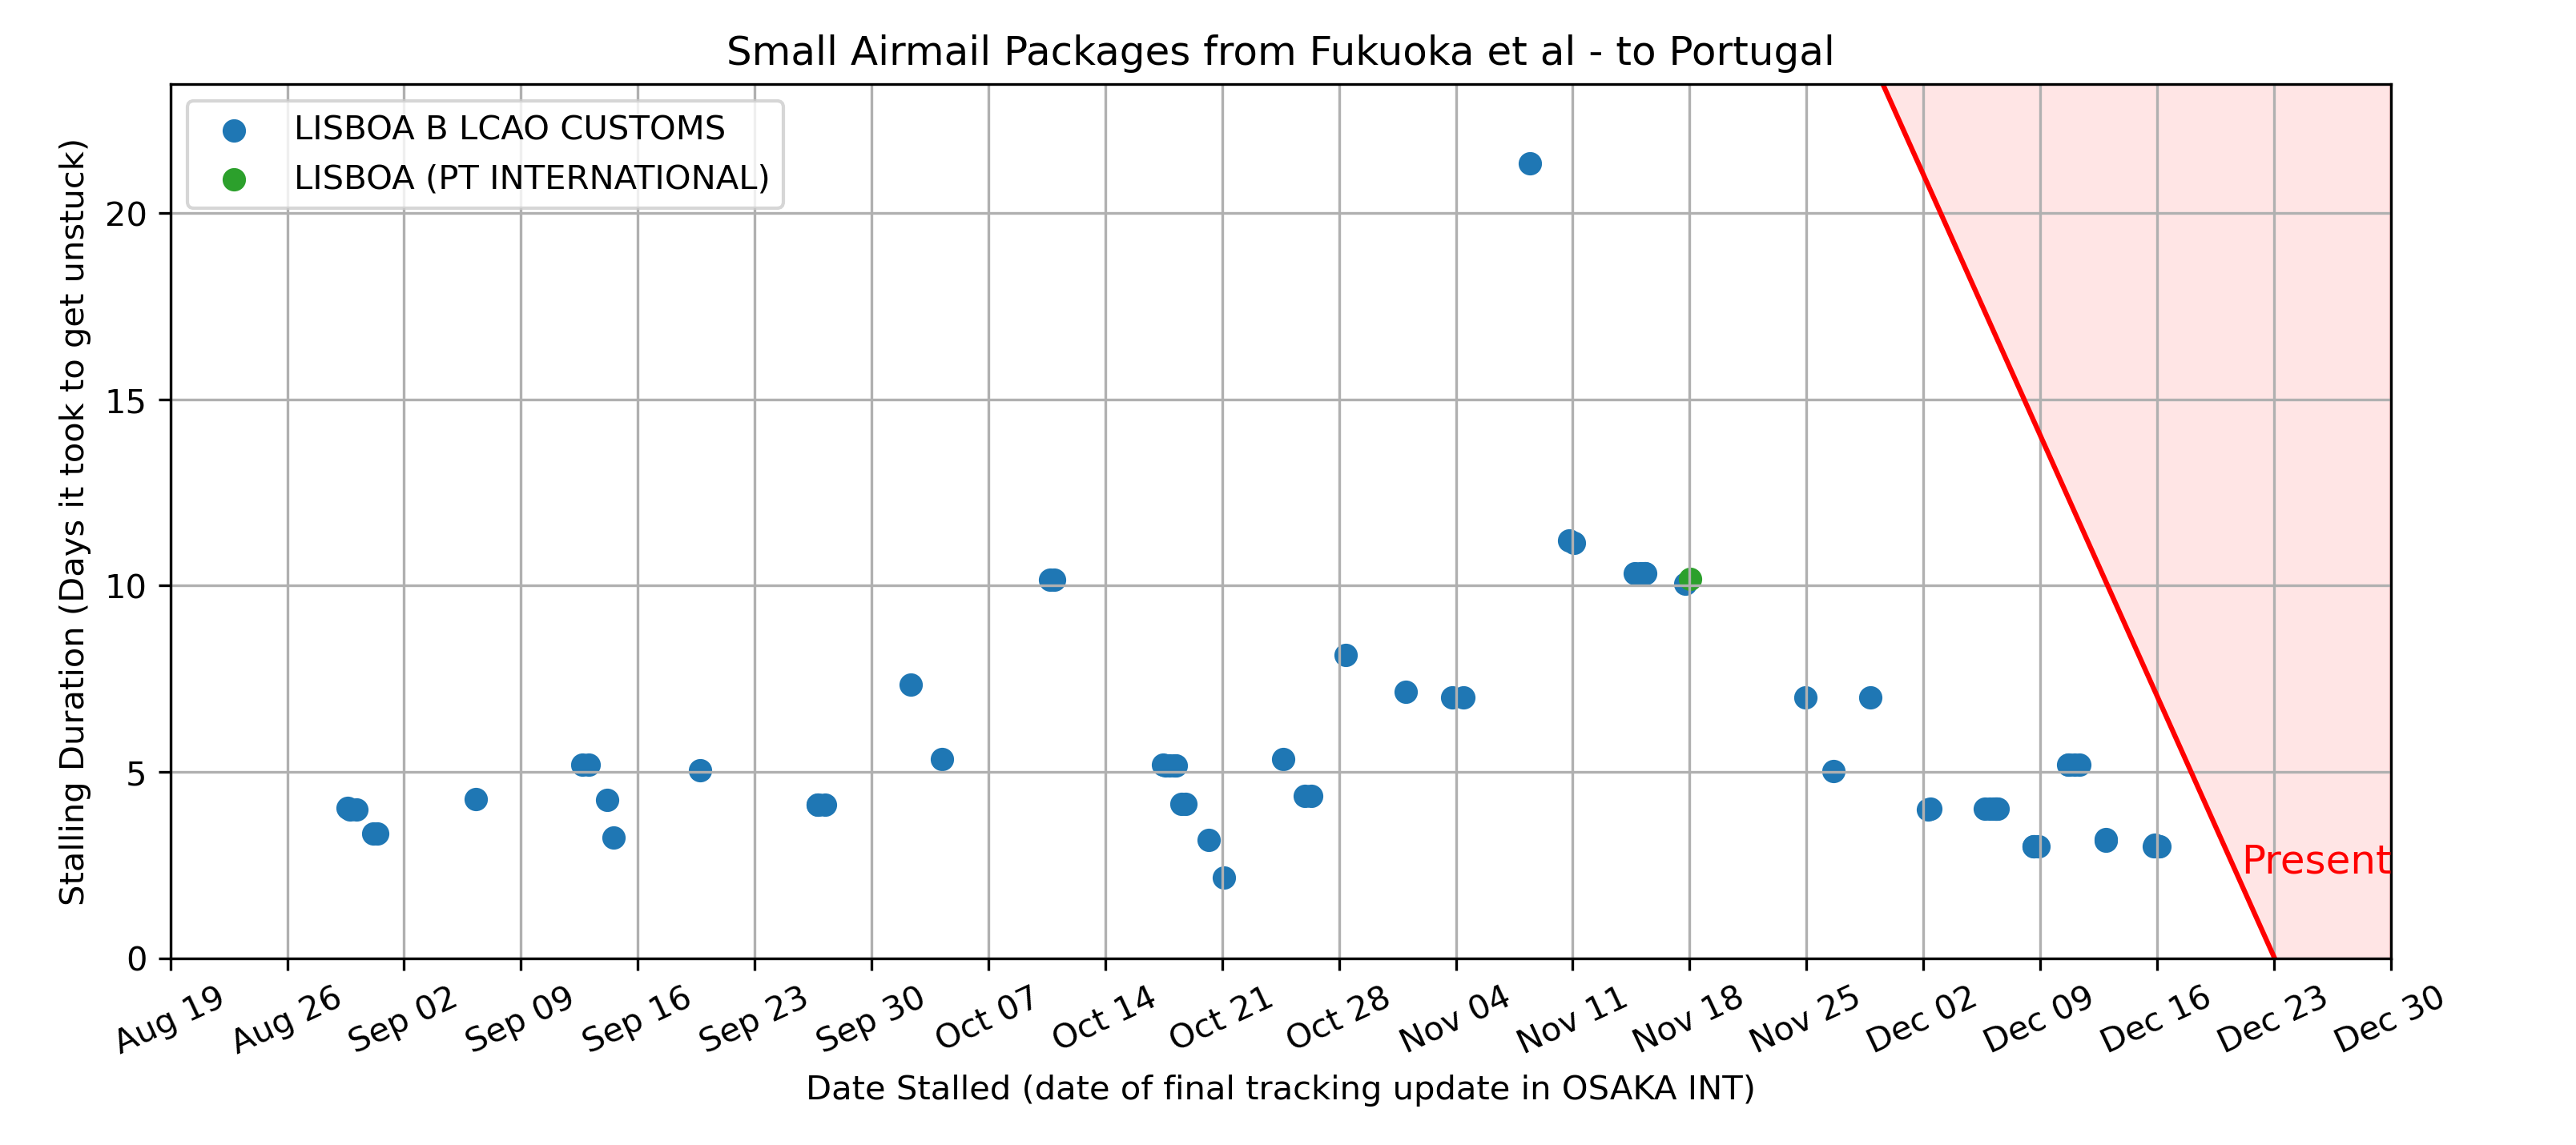 Small Airmail Packages from Fukuoka et al - to Portugal
LISBOA B LCAO CUSTOMS
LISBOA (PT INTERNATIONAL)
Stalling Duration (Days it took to get unstuck)
20
15
10
5
0
Present
Aug 19
Aug 26
Sep 02
Sep 09
Sep 16
Sep 23
Sep 30
Oct 07
Oct 14
Oct 21
Oct 28
Nov 04
Nov 11
Nov 18
Nov 25
Dec 02
Dec 09
Dec 16
Dec 23
Dec 30
Date Stalled (date of final tracking update in OSAKA INT)